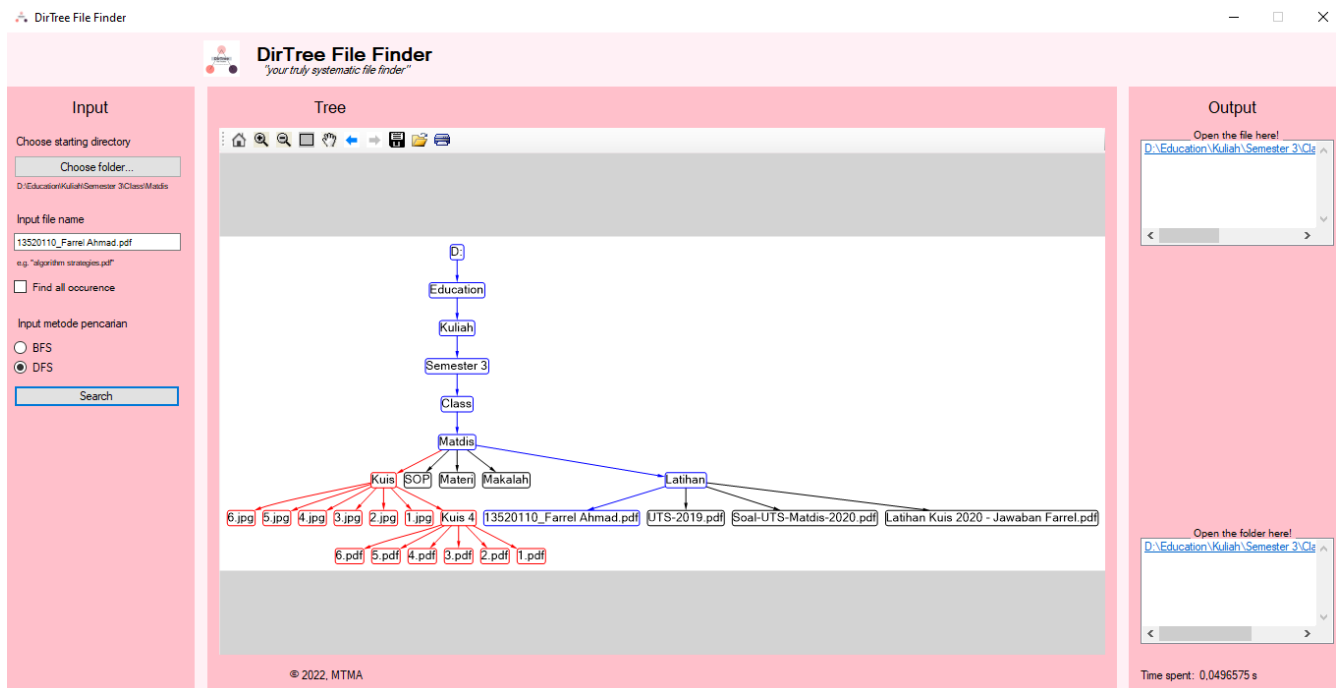 DirTree File Finder
DirTree
DirTree File Finder
"your truly systematic file finder"
Input
Choose starting directory
Choose folder...
D:\Education\Kuliah\Semester 3\Class\Matdis
Input file name
13520110_Farrel Ahmad.pdf
e.g. "algorithm strategies.pdf"
Find all occurence
Input metode pencarian
BFS
DFS
Search
Tree
D:
Education
Kuliah
Semester 3
Class
Matdis
Kuis SOP Materi Makalah Latihan
6.jpg 5.jpg 4.jpg 3.jpg 2.jpg 1.jpg Kuis 4 13520110_Farrel Ahmad.pdf UTS-2019.pdf Soal-UTS-Matdis-2020.pdf Latihan Kuis 2020 - Jawaban Farrel.pdf
6.pdf 5.pdf 4.pdf 3.pdf 2.pdf 1.pdf
© 2022, MTMA
Output
Open the file here!
D:\Education\Kuliah\Semester 3\Cla
Open the folder here!
D:\Education\Kuliah\Semester 3\Cla
Time spent: 0,0496575 s